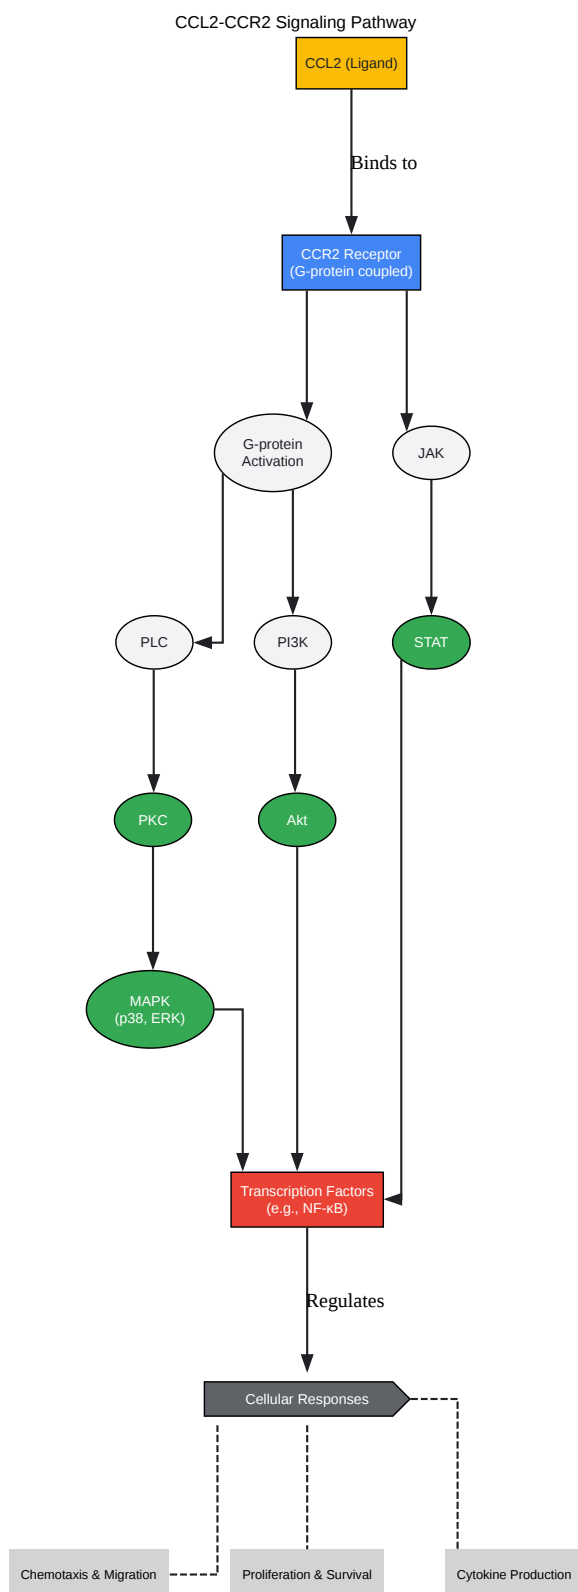 CCL2-CCR2 Signaling Pathway
CCL2 (Ligand)
Binds to
CCR2 Receptor
(G-protein coupled)
G-protein
Activation
JAK
PLC
PI3K
STAT
PKC
Akt
MAPK
(p38, ERK)
Transcription Factors
(e.g., NF-κB)
Regulates
Cellular Responses
Chemotaxis & Migration
Proliferation & Survival
Cytokine Production